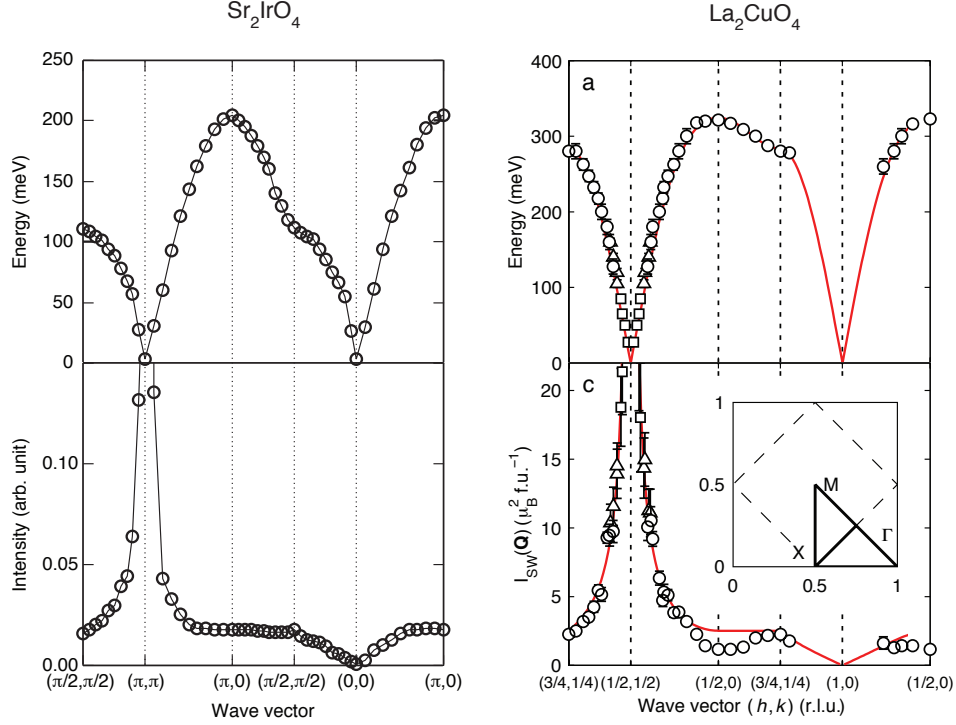 Sr₂IrO₄
La₂CuO₄
250
200
150
100
50
0
Energy (meV)
0.10
0.05
0.00
Intensity (arb. unit)
(π/2,π/2)
(π,π)
(π,0)
(π/2,π/2)
(0,0)
(π,0)
Wave vector
a
400
300
200
100
0
Energy (meV)
c
20
15
10
5
0
I_SW(Q) (μ_B² f.u.⁻¹)
1
0.5
0
0
0.5
1
M
X
Γ
(3/4,1/4)
(1/2,1/2)
(1/2,0)
(3/4,1/4)
(1,0)
(1/2,0)
Wave vector (h, k) (r.l.u.)